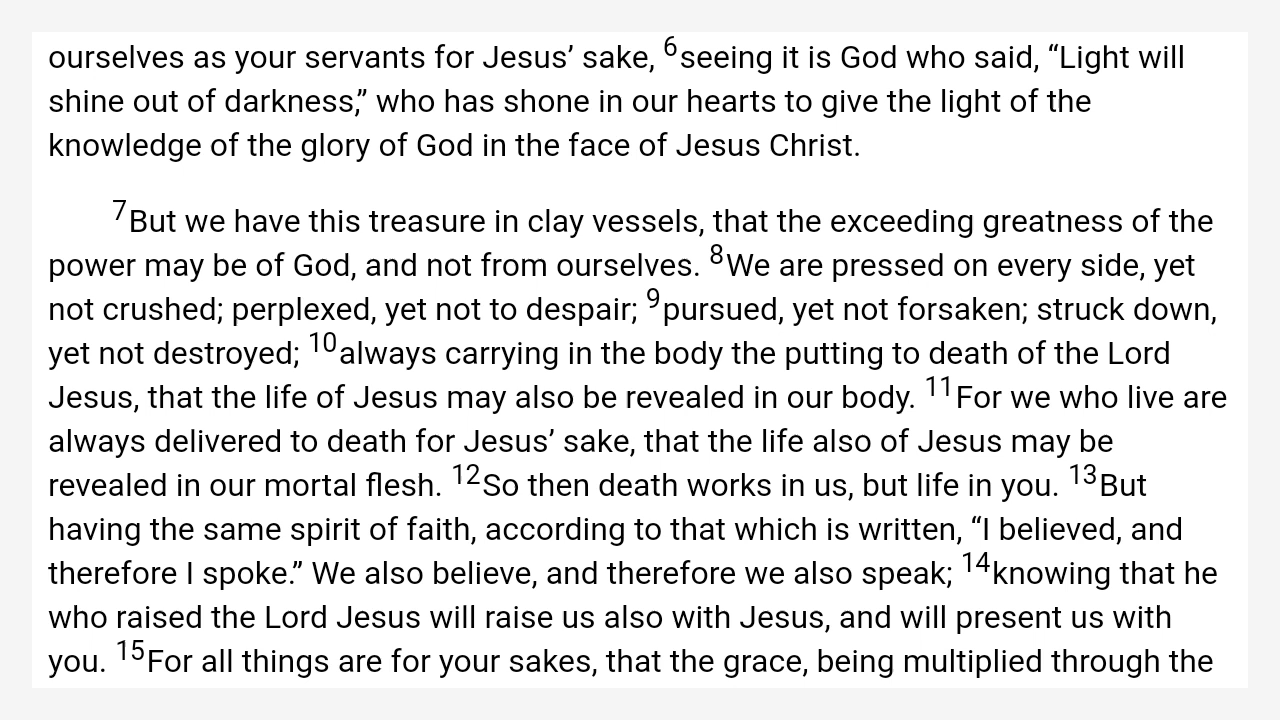 ourselves as your servants for Jesus’ sake, 6seeing it is God who said, “Light will
shine out of darkness,” who has shone in our hearts to give the light of the
knowledge of the glory of God in the face of Jesus Christ.
7But we have this treasure in clay vessels, that the exceeding greatness of the
power may be of God, and not from ourselves. 8We are pressed on every side, yet
not crushed; perplexed, yet not to despair; 9pursued, yet not forsaken; struck down,
yet not destroyed; 10always carrying in the body the putting to death of the Lord
Jesus, that the life of Jesus may also be revealed in our body. 11For we who live are
always delivered to death for Jesus’ sake, that the life also of Jesus may be
revealed in our mortal flesh. 12So then death works in us, but life in you. 13But
having the same spirit of faith, according to that which is written, “I believed, and
therefore I spoke.” We also believe, and therefore we also speak; 14knowing that he
who raised the Lord Jesus will raise us also with Jesus, and will present us with
you. 15For all things are for your sakes, that the grace, being multiplied through the